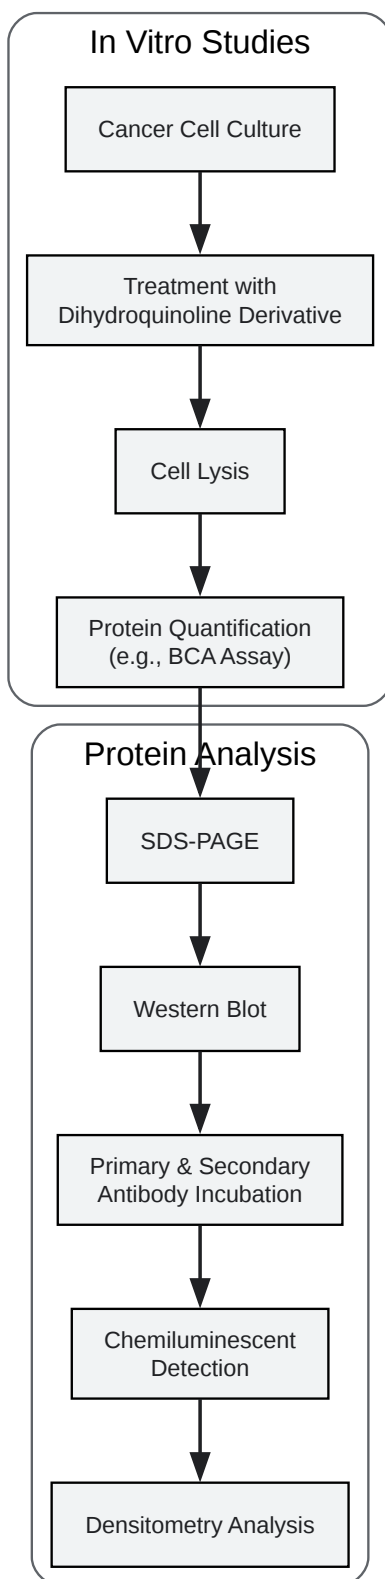 In Vitro Studies
Cancer Cell Culture
Treatment with
Dihydroquinoline Derivative
Cell Lysis
Protein Quantification
(e.g., BCA Assay)
Protein Analysis
SDS-PAGE
Western Blot
Primary & Secondary
Antibody Incubation
Chemiluminescent
Detection
Densitometry Analysis